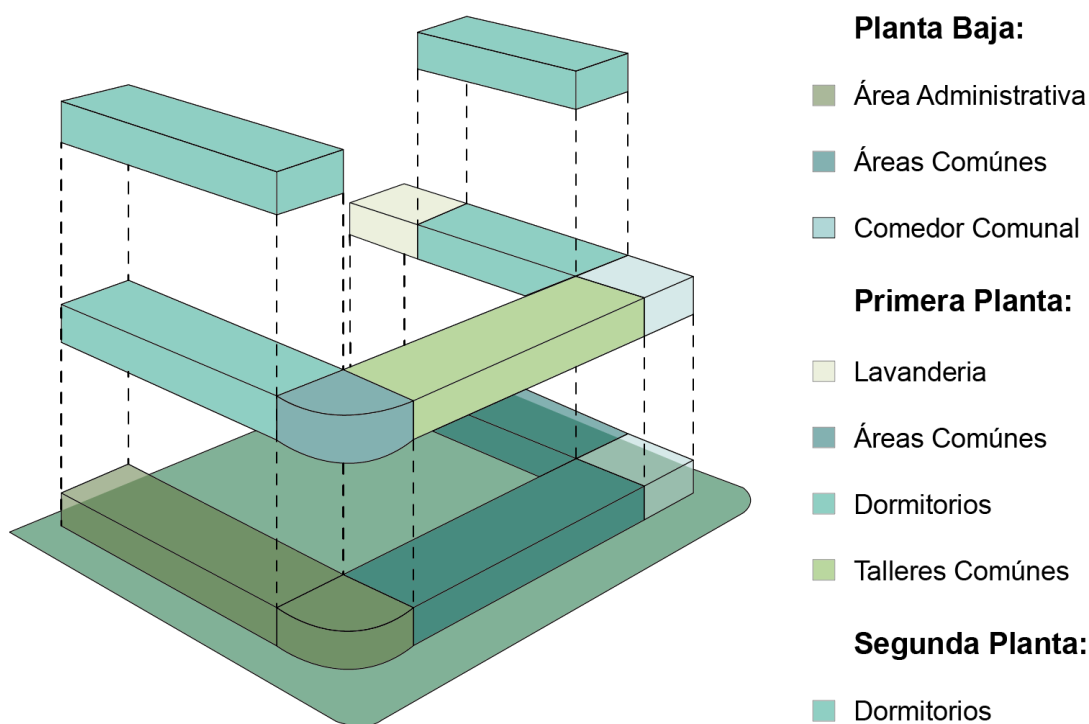 Planta Baja:
Área Administrativa
Áreas Comúnes
Comedor Comunal
Primera Planta:
Lavanderia
Áreas Comúnes
Dormitorios
Talleres Comúnes
Segunda Planta:
Dormitorios